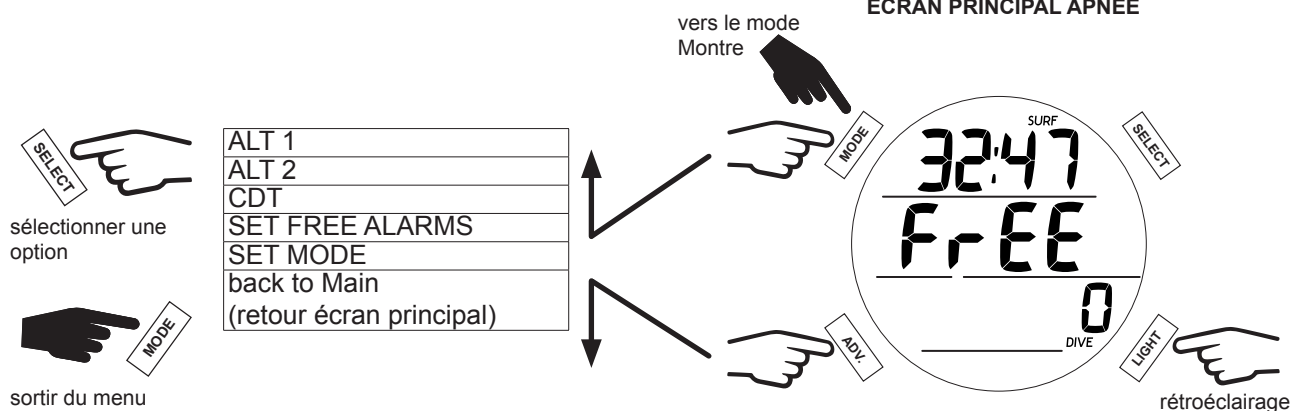 ÉCRAN PRINCIPAL APNÉE
vers le mode
Montre
SELECT
sélectionner une
option
MODE
sortir du menu
ALT 1
ALT 2
CDT
SET FREE ALARMS
SET MODE
back to Main
(retour écran principal)
MODE
SURF
32:47
FrEE
0
DIVE
SELECT
ADV.
LIGHT
rétroéclairage